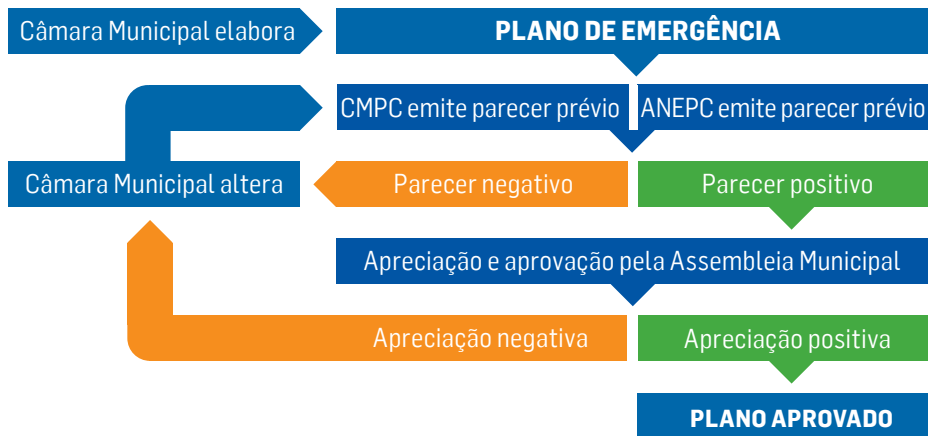 Câmara Municipal elabora
PLANO DE EMERGÊNCIA
CMPC emite parecer prévio
ANEPC emite parecer prévio
Câmara Municipal altera
Parecer negativo
Parecer positivo
Apreciação e aprovação pela Assembleia Municipal
Apreciação negativa
Apreciação positiva
PLANO APROVADO